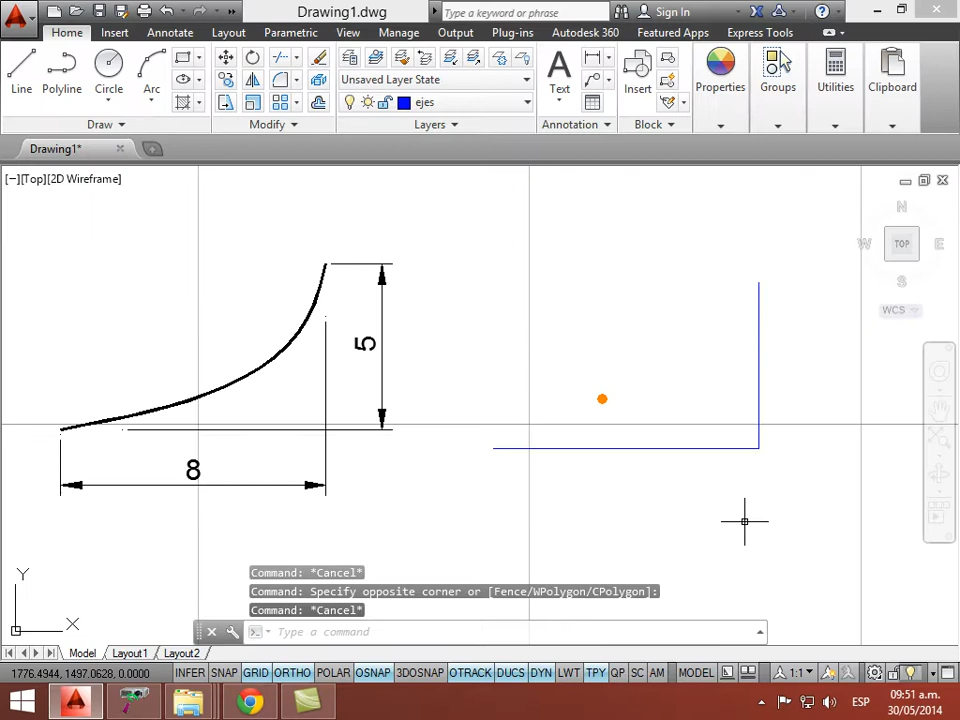 Drawing1.dwg
Type a keyword or phrase
Sign In
Home Insert Annotate Layout Parametric View Manage Output Plug-ins Autodesk 360 Featured Apps Express Tools
Unsaved Layer State
Line Polyline Circle Arc
ejes
Text Insert Properties Groups Utilities Clipboard
Draw Modify Layers Annotation Block
Drawing1*
[−][Top][2D Wireframe]
N
W TOP E
S
WCS
5
8
Command: *Cancel*
Command: Specify opposite corner or [Fence/WPolygon/CPolygon]:
Command: *Cancel*
Y
X
Type a command
Model Layout1 Layout2
1776.4944, 1497.0628, 0.0000 INFER SNAP GRID ORTHO POLAR OSNAP 3DOSNAP OTRACK DUCS DYN LWT TPY QP SC AM MODEL 1:1
ESP
09:51 a.m.
30/05/2014